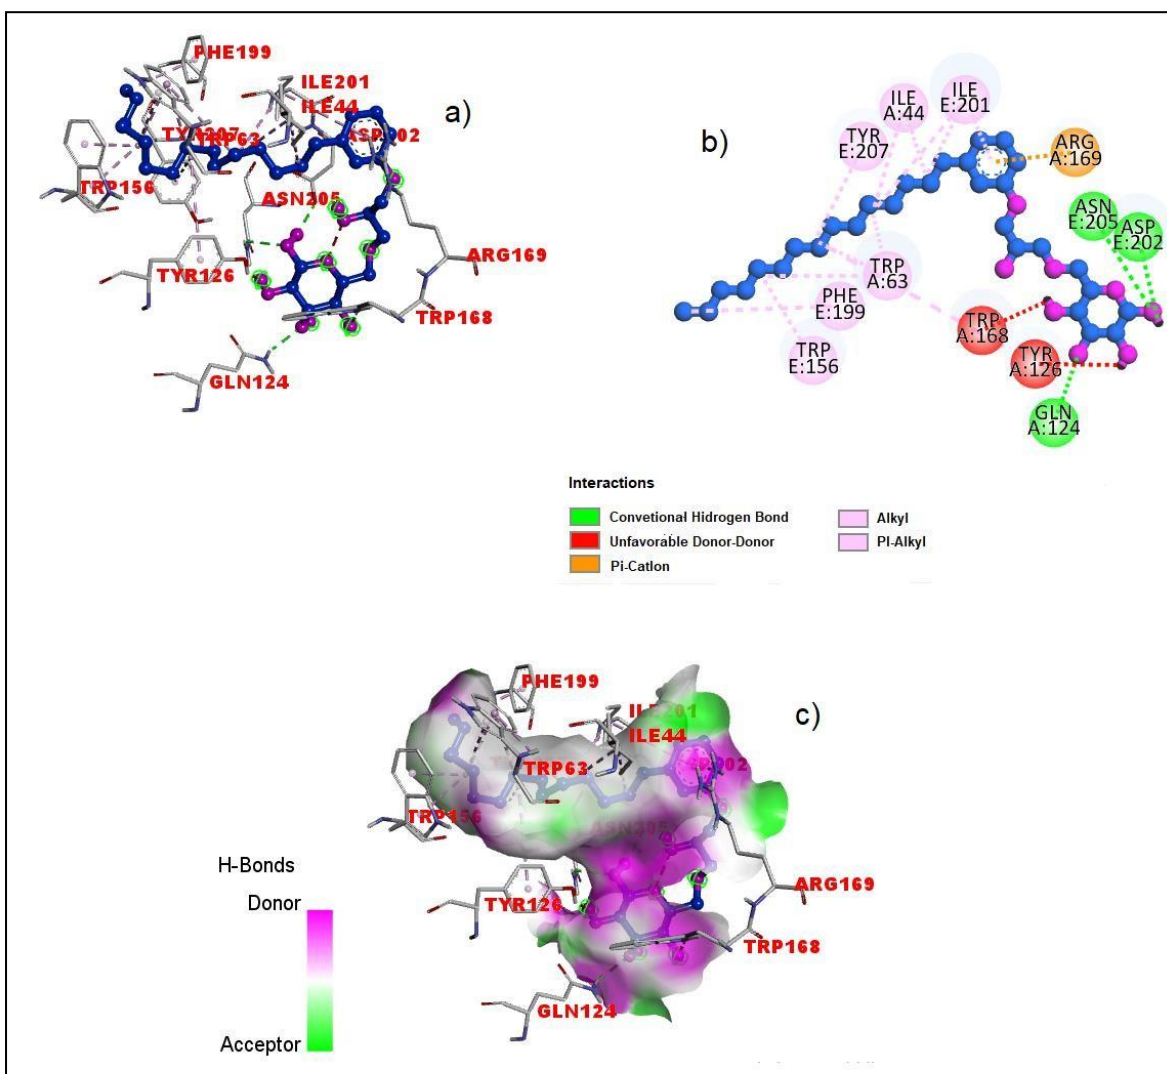 PHE199
a)
ILE201
ILE44
TRP63
TRP156
ASN205
ARG169
TYR126
TRP168
GLN124
b)
ILE
A:44
ILE
E:201
TYR
E:207
ARG
A:169
ASN
E:205
ASP
E:202
TRP
A:63
PHE
E:199
TRP
A:168
TRP
E:156
TYR
A:126
GLN
A:124
Interactions
Convetional Hidrogen Bond
Alkyl
Unfavorable Donor-Donor
PI-Alkyl
Pi-Catlon
c)
PHE199
ILE201
ILE44
TRP63
TRP156
H-Bonds
Donor
Acceptor
TYR126
ARG169
TRP168
GLN124